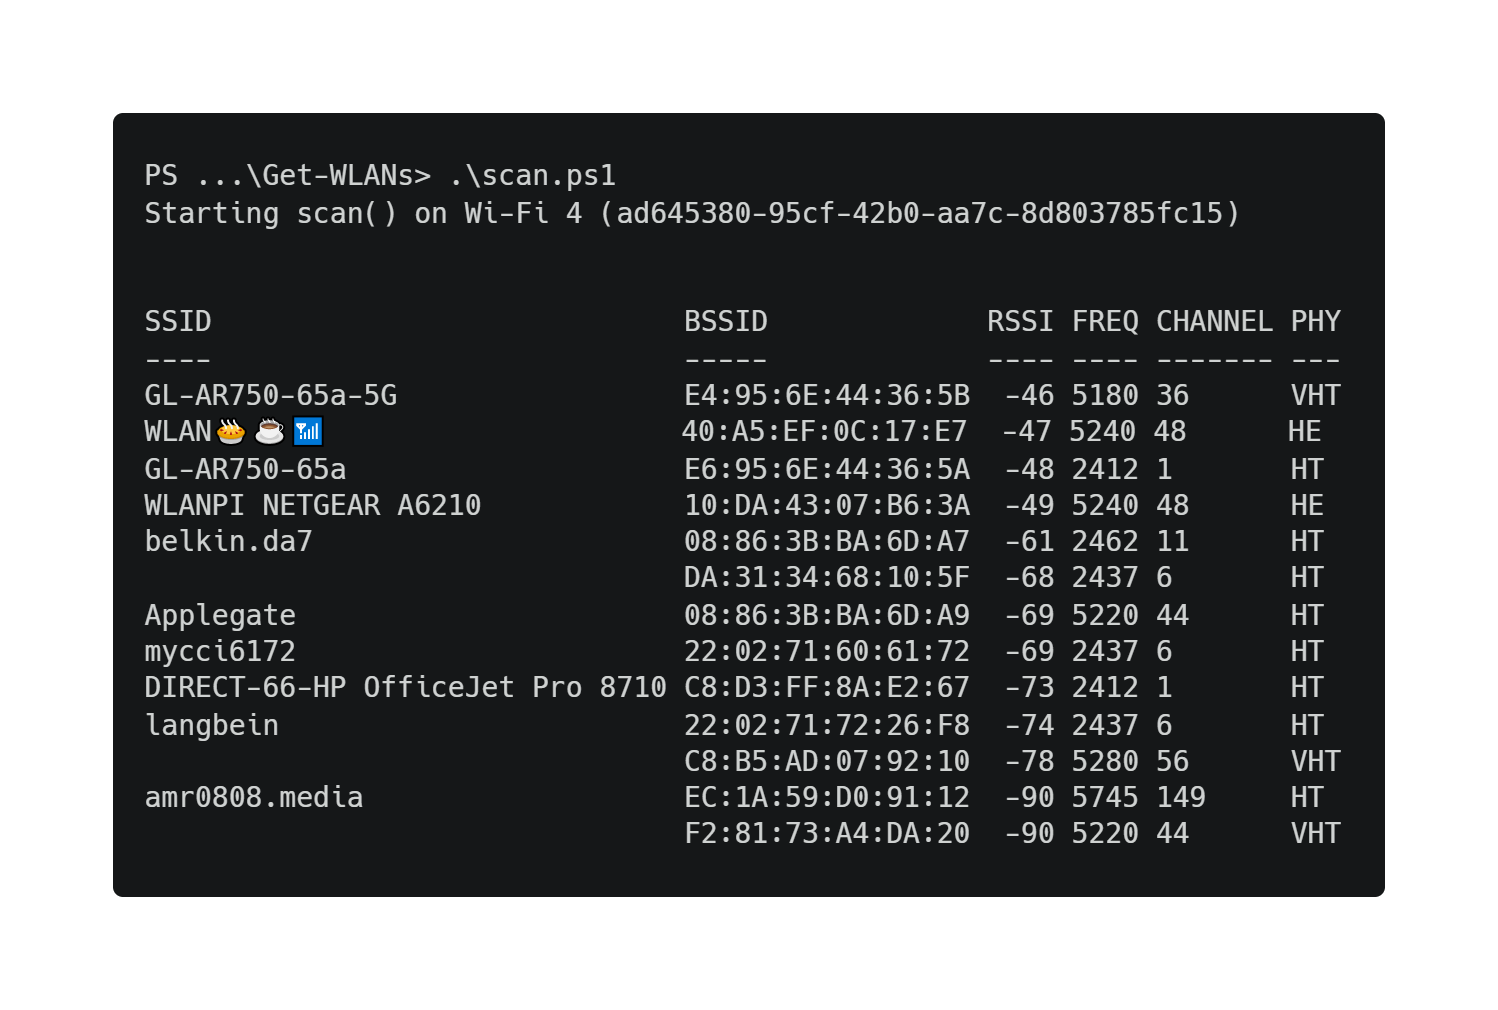 PS ...\Get-WLANs> .\scan.ps1
Starting scan() on Wi-Fi 4 (ad645380-95cf-42b0-aa7c-8d803785fc15)
SSID BSSID RSSI FREQ CHANNEL PHY
---- ----- ---- ---- ------- ---
GL-AR750-65a-5G E4:95:6E:44:36:5B -46 5180 36 VHT
WLAN🎂☕📶 40:A5:EF:0C:17:E7 -47 5240 48 HE
GL-AR750-65a E6:95:6E:44:36:5A -48 2412 1 HT
WLANPI NETGEAR A6210 10:DA:43:07:B6:3A -49 5240 48 HE
belkin.da7 08:86:3B:BA:6D:A7 -61 2462 11 HT
DA:31:34:68:10:5F -68 2437 6 HT
Applegate 08:86:3B:BA:6D:A9 -69 5220 44 HT
mycci6172 22:02:71:60:61:72 -69 2437 6 HT
DIRECT-66-HP OfficeJet Pro 8710 C8:D3:FF:8A:E2:67 -73 2412 1 HT
langbein 22:02:71:72:26:F8 -74 2437 6 HT
C8:B5:AD:07:92:10 -78 5280 56 VHT
amr0808.media EC:1A:59:D0:91:12 -90 5745 149 HT
F2:81:73:A4:DA:20 -90 5220 44 VHT